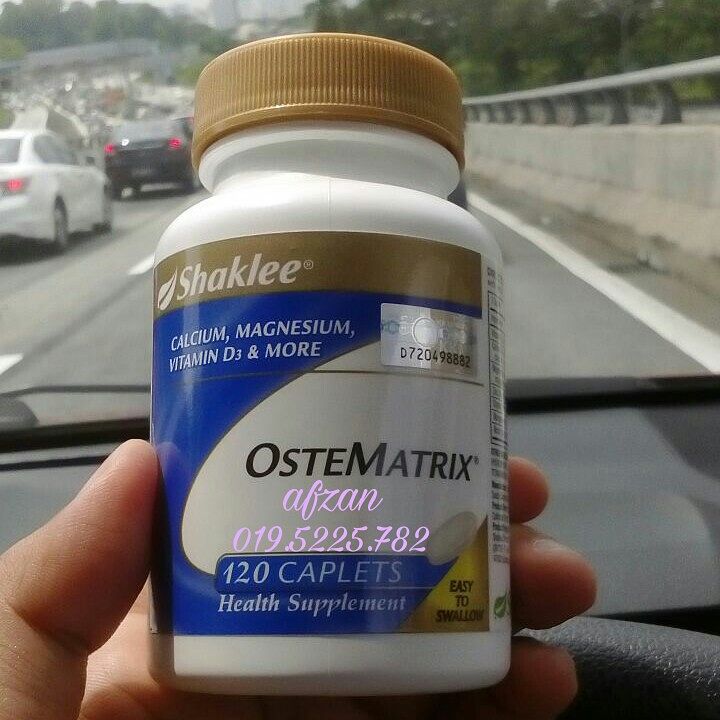 Shaklee®
CALCIUM, MAGNESIUM,
VITAMIN D3 & MORE
D720498882
OSTEMATRIX®
afzan
019.5225.782
120 CAPLETS
Health Supplement
EASY
TO
SWALLOW